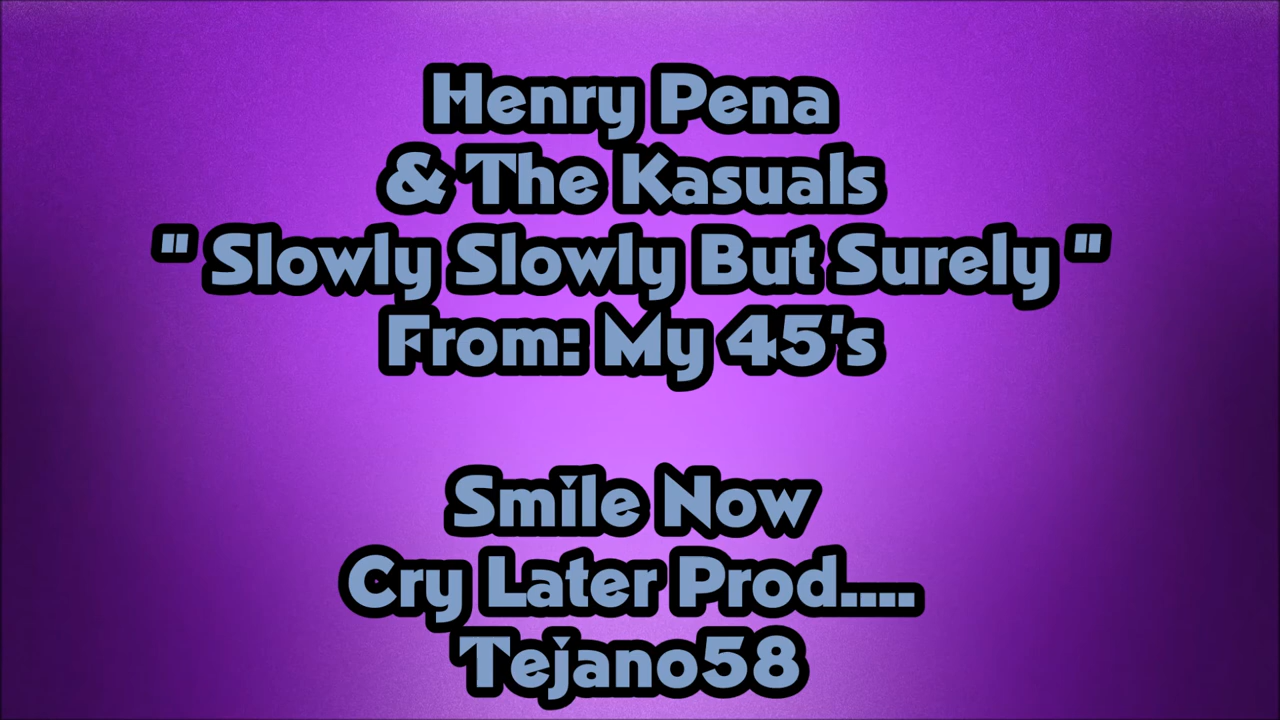 Henry Pena
& The Kasuals
" Slowly Slowly But Surely "
From: My 45's
Smile Now
Cry Later Prod....
Tejano58